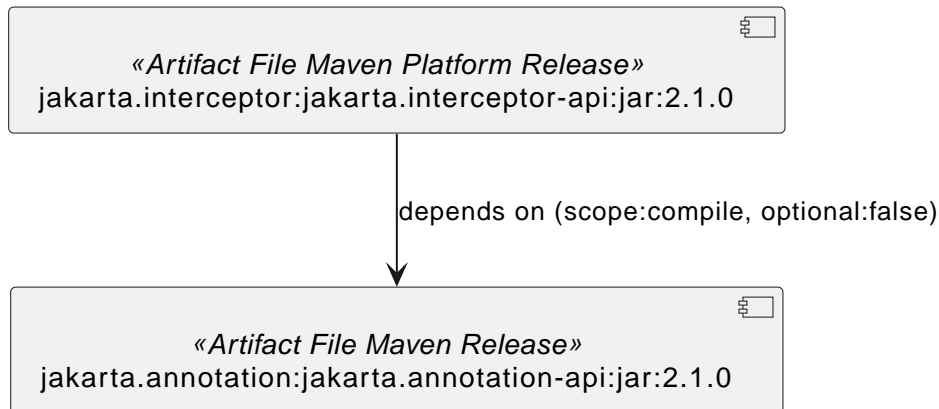 «Artifact File Maven Platform Release»
jakarta.interceptor:jakarta.interceptor-api:jar:2.1.0
depends on (scope:compile, optional:false)
«Artifact File Maven Release»
jakarta.annotation:jakarta.annotation-api:jar:2.1.0